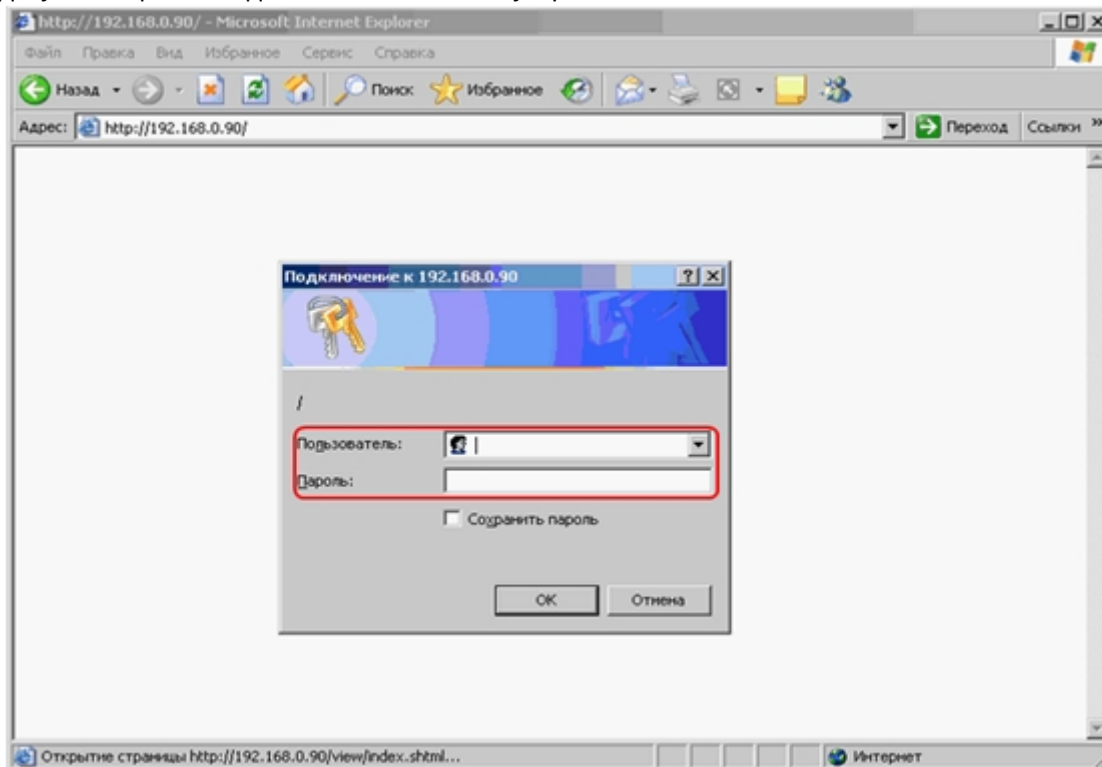 http://192.168.0.90/ - Microsoft Internet Explorer
Файл Правка Вид Избранное Сервис Справка
Назад Поиск Избранное
Адрес: http://192.168.0.90/ Переход Ссылки »
Подключение к 192.168.0.90
/
Пользователь:
Пароль:
Сохранить пароль
OK Отмена
Открытие страницы http://192.168.0.90/view/index.shtml... Интернет